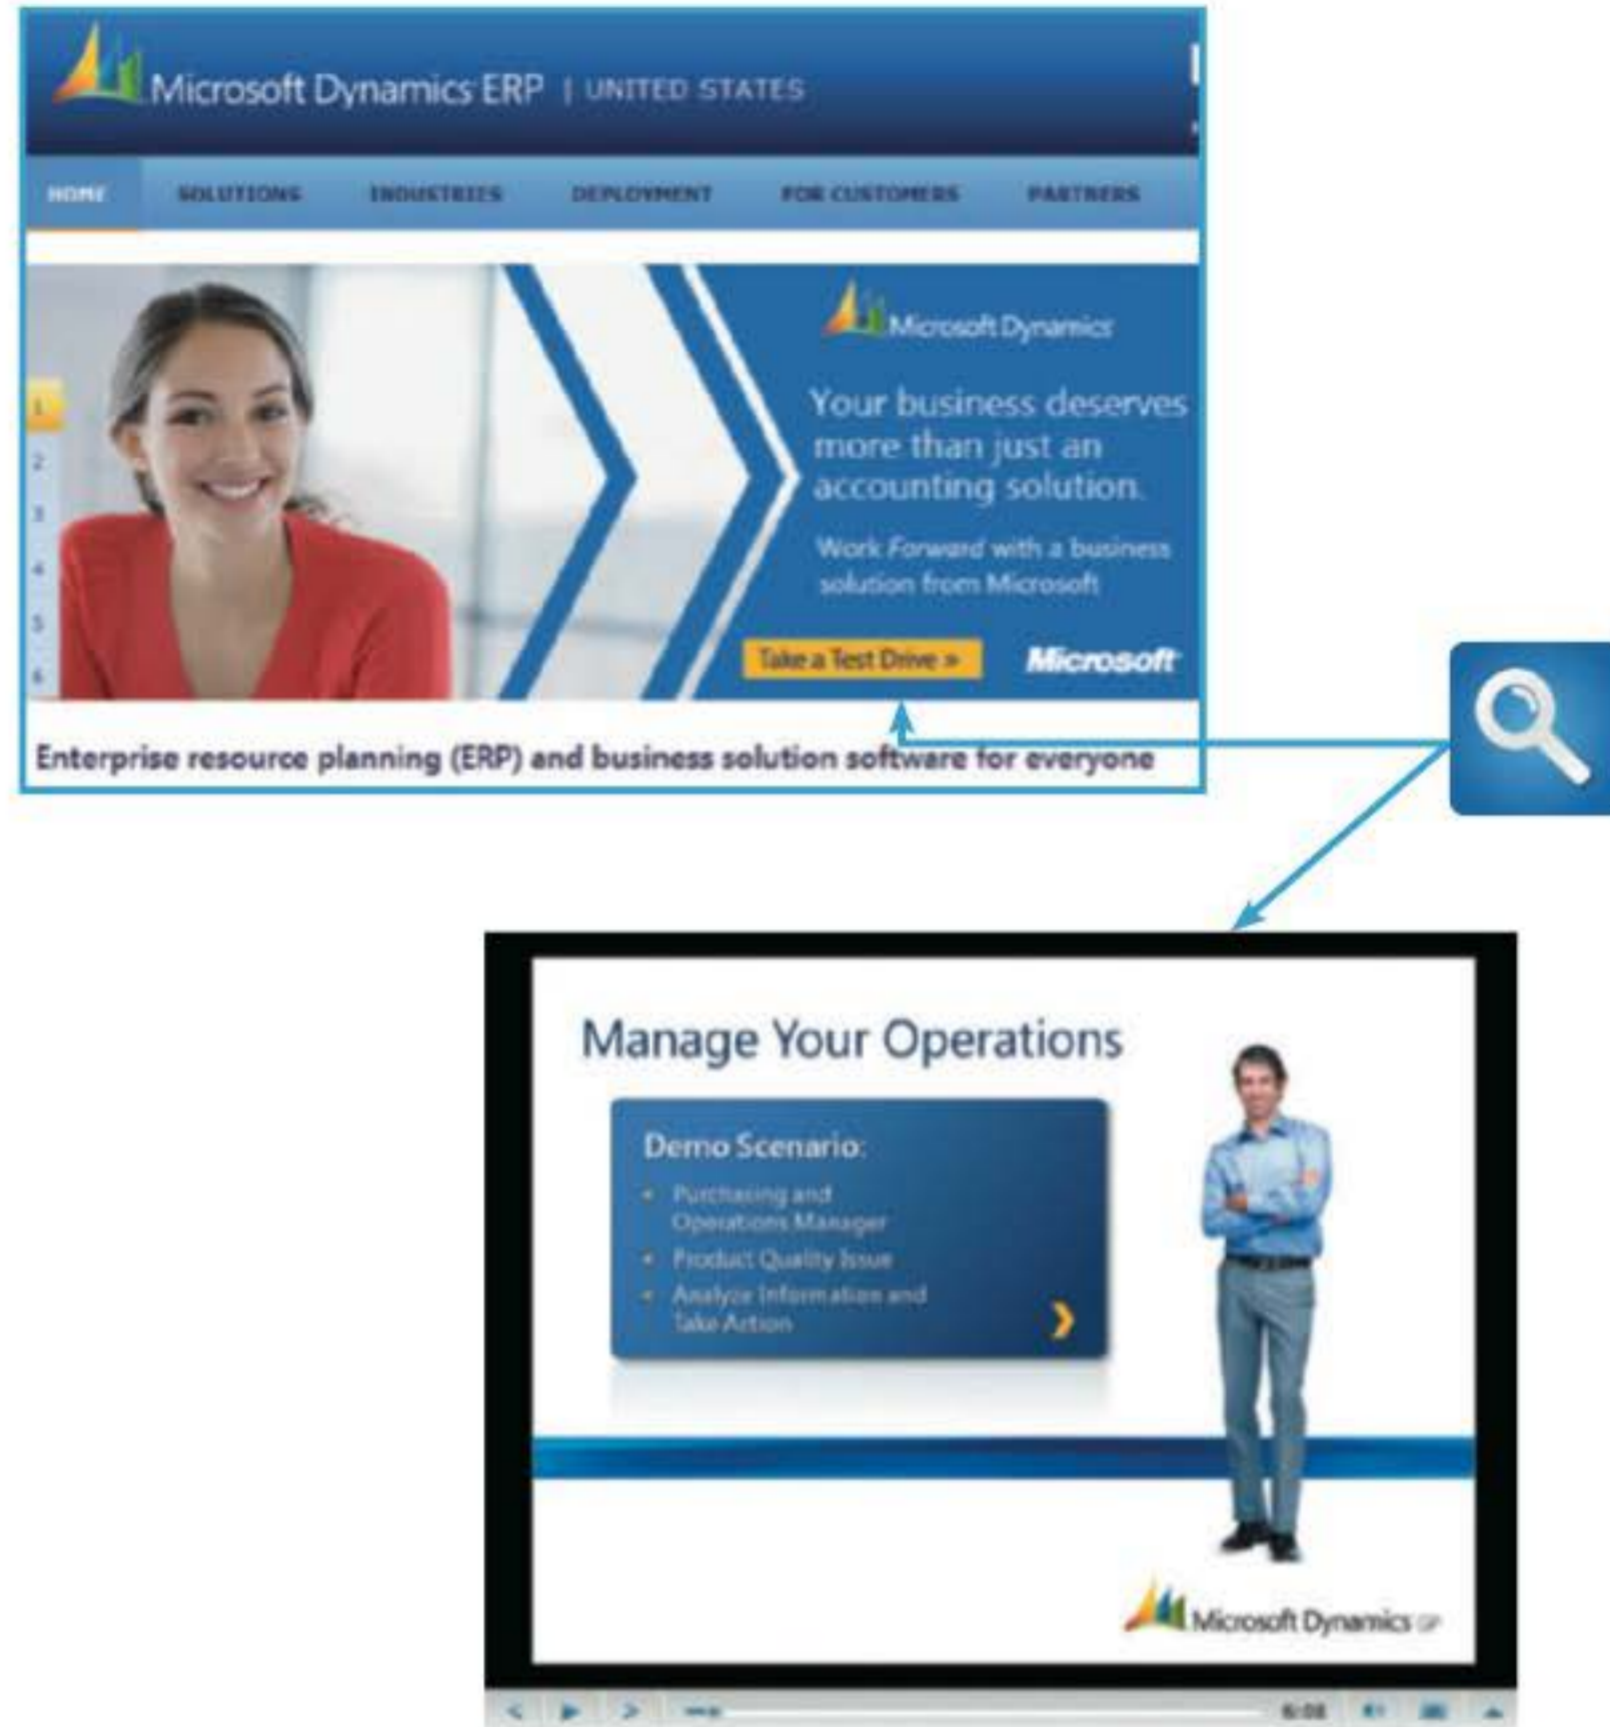 Microsoft Dynamics ERP | UNITED STATES
HOME SOLUTIONS INDUSTRIES DEPLOYMENT FOR CUSTOMERS PARTNERS
Microsoft Dynamics
Your business deserves
more than just an
accounting solution.
Work Forward with a business
solution from Microsoft
Take a Test Drive »
Microsoft
1
2
3
4
5
6
Enterprise resource planning (ERP) and business solution software for everyone
Manage Your Operations
Demo Scenario:
• Purchasing and
Operations Manager
• Product Quality Issue
• Analyze Information and
Take Action
Microsoft Dynamics GP
6:08